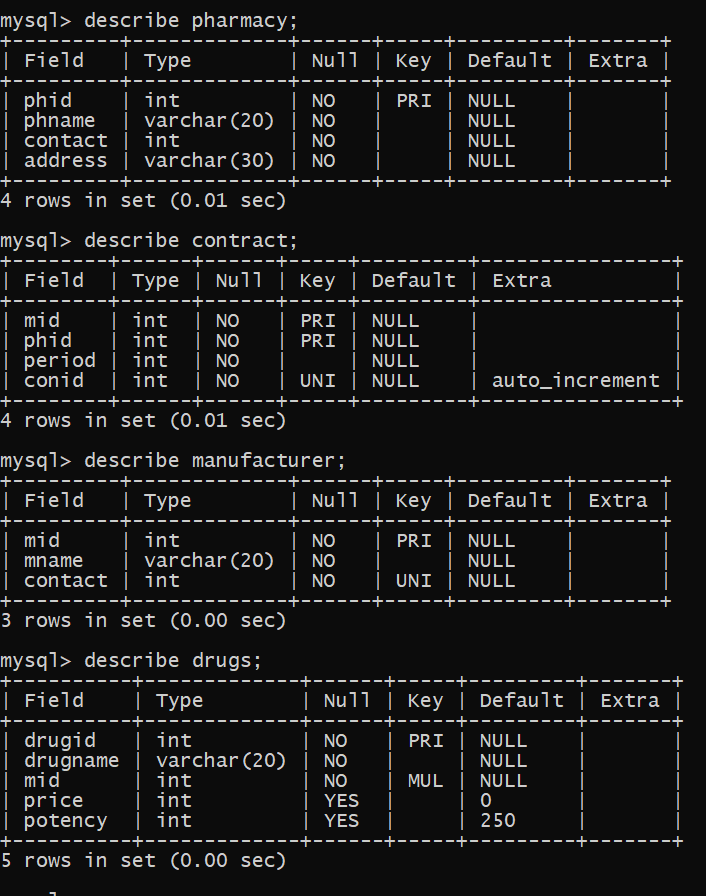 mysql> describe pharmacy;
+----------+-------------+------+-----+---------+-------+
| Field    | Type        | Null | Key | Default | Extra |
+----------+-------------+------+-----+---------+-------+
| phid     | int         | NO   | PRI | NULL    |       |
| phname   | varchar(20) | NO   |     | NULL    |       |
| contact  | int         | NO   |     | NULL    |       |
| address  | varchar(30) | NO   |     | NULL    |       |
+----------+-------------+------+-----+---------+-------+
4 rows in set (0.01 sec)
mysql> describe contract;
+--------+------+------+-----+---------+----------------+
| Field  | Type | Null | Key | Default | Extra          |
+--------+------+------+-----+---------+----------------+
| mid    | int  | NO   | PRI | NULL    |                |
| phid   | int  | NO   | PRI | NULL    |                |
| period | int  | NO   |     | NULL    |                |
| conid  | int  | NO   | UNI | NULL    | auto_increment |
+--------+------+------+-----+---------+----------------+
4 rows in set (0.01 sec)
mysql> describe manufacturer;
+---------+-------------+------+-----+---------+-------+
| Field   | Type        | Null | Key | Default | Extra |
+---------+-------------+------+-----+---------+-------+
| mid     | int         | NO   | PRI | NULL    |       |
| mname   | varchar(20) | NO   |     | NULL    |       |
| contact | int         | NO   | UNI | NULL    |       |
+---------+-------------+------+-----+---------+-------+
3 rows in set (0.00 sec)
mysql> describe drugs;
+----------+-------------+------+-----+---------+-------+
| Field    | Type        | Null | Key | Default | Extra |
+----------+-------------+------+-----+---------+-------+
| drugid   | int         | NO   | PRI | NULL    |       |
| drugname | varchar(20) | NO   |     | NULL    |       |
| mid      | int         | NO   | MUL | NULL    |       |
| price    | int         | YES  |     | 0       |       |
| potency  | int         | YES  |     | 250     |       |
+----------+-------------+------+-----+---------+-------+
5 rows in set (0.00 sec)